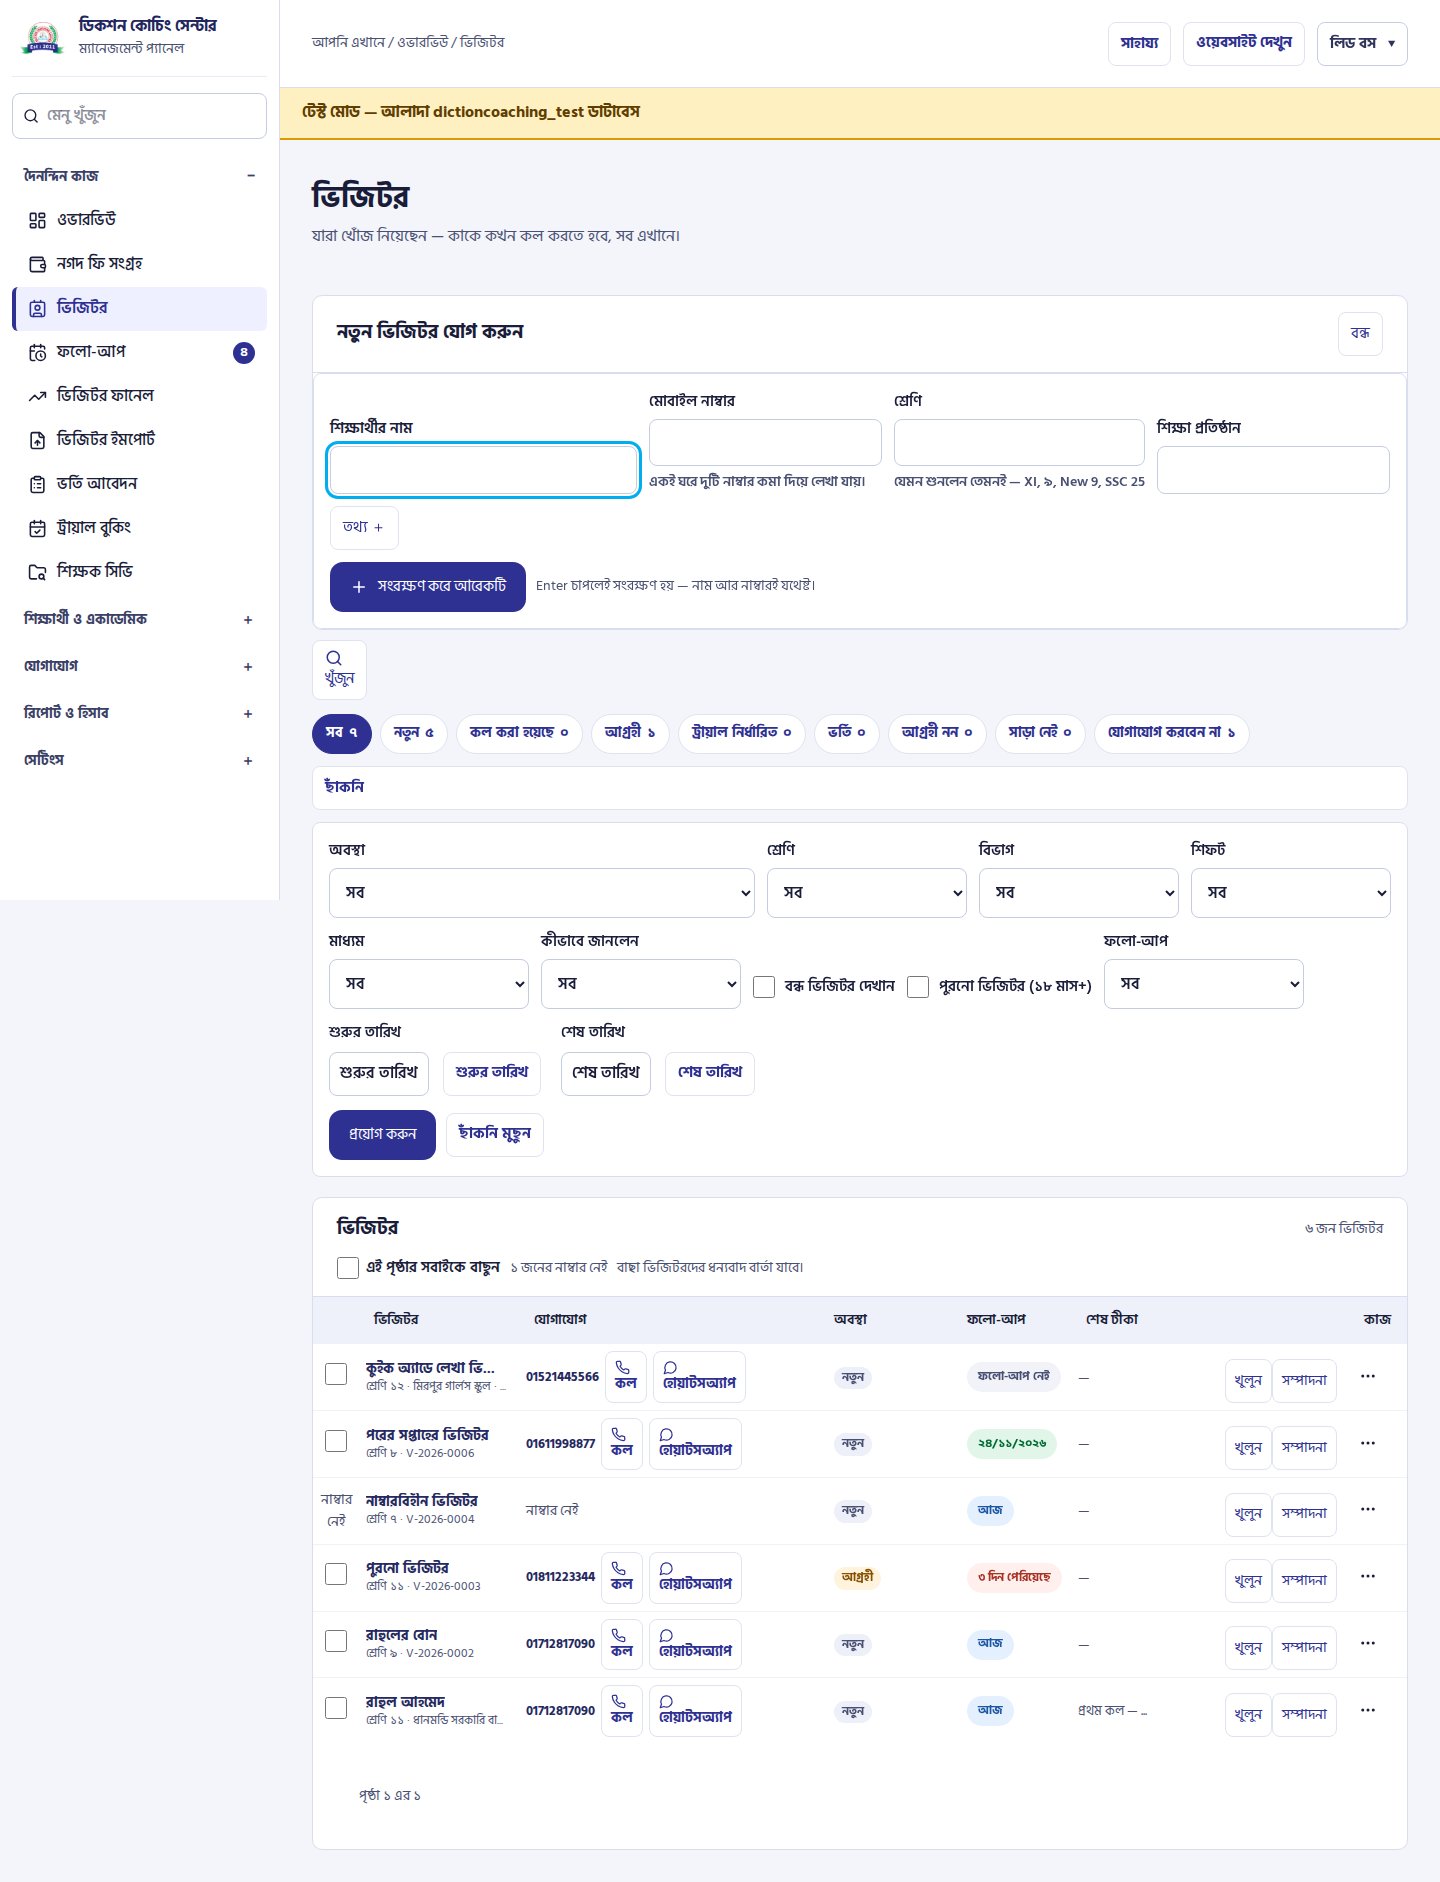 ডিকশন কোচিং সেন্টার
ম্যানেজমেন্ট প্যানেল
Est : 2011
মেনু খুঁজুন
দৈনন্দিন কাজ −
ওভারভিউ
নগদ ফি সংগ্রহ
ভিজিটর
ফলো-আপ 8
ভিজিটর ফানেল
ভিজিটর ইমপোর্ট
ভর্তি আবেদন
ট্রায়াল বুকিং
শিক্ষক সিভি
শিক্ষার্থী ও একাডেমিক +
যোগাযোগ +
রিপোর্ট ও হিসাব +
সেটিংস +
আপনি এখানে / ওভারভিউ / ভিজিটর
সাহায্য ওয়েবসাইট দেখুন লিড বস ▾
টেস্ট মোড — আলাদা dictioncoaching_test ডাটাবেস
ভিজিটর
যারা খোঁজ নিয়েছেন — কাকে কখন কল করতে হবে, সব এখানে।
নতুন ভিজিটর যোগ করুন বন্ধ
শিক্ষার্থীর নাম মোবাইল নাম্বার শ্রেণি শিক্ষা প্রতিষ্ঠান
একই ঘরে দুটি নাম্বার কমা দিয়ে লেখা যায়। যেমন শুনলেন তেমনই — XI, ৯, New 9, SSC 25
তথ্য +
+ সংরক্ষণ করে আরেকটি Enter চাপলেই সংরক্ষণ হয় — নাম আর নাম্বারই যথেষ্ট।
খুঁজুন
সব ৭ নতুন ৫ কল করা হয়েছে ০ আগ্রহী ১ ট্রায়াল নির্ধারিত ০ ভর্তি ০ আগ্রহী নন ০ সাড়া নেই ০ যোগাযোগ করবেন না ১
ছাঁকনি
অবস্থা শ্রেণি বিভাগ শিফট
সব সব সব সব
মাধ্যম কীভাবে জানলেন ফলো-আপ
সব সব বন্ধ ভিজিটর দেখান পুরনো ভিজিটর (১৮ মাস+) সব
শুরুর তারিখ শেষ তারিখ
শুরুর তারিখ শুরুর তারিখ শেষ তারিখ শেষ তারিখ
প্রয়োগ করুন ছাঁকনি মুছুন
ভিজিটর ৬ জন ভিজিটর
এই পৃষ্ঠার সবাইকে বাছুন ১ জনের নাম্বার নেই বাছা ভিজিটরদের ধন্যবাদ বার্তা যাবে।
ভিজিটর যোগাযোগ অবস্থা ফলো-আপ শেষ টীকা কাজ
কুইক অ্যাডে লেখা ভি… 01521445566 কল হোয়াটসঅ্যাপ নতুন ফলো-আপ নেই — খুলুন সম্পাদনা ···
শ্রেণি ১২ · মিরপুর গার্লস স্কুল · …
পরের সপ্তাহের ভিজিটর 01611998877 কল হোয়াটসঅ্যাপ নতুন ২৪/১১/২০২৬ — খুলুন সম্পাদনা ···
শ্রেণি ৮ · V-2026-0006
নাম্বার নেই নাম্বারবিহীন ভিজিটর নাম্বার নেই নতুন আজ — খুলুন সম্পাদনা ···
শ্রেণি ৭ · V-2026-0004
পুরনো ভিজিটর 01811223344 কল হোয়াটসঅ্যাপ আগ্রহী ৩ দিন পেরিয়েছে — খুলুন সম্পাদনা ···
শ্রেণি ১১ · V-2026-0003
রাহুলের বোন 01712817090 কল হোয়াটসঅ্যাপ নতুন আজ — খুলুন সম্পাদনা ···
শ্রেণি ৯ · V-2026-0002
রাহুল আহমেদ 01712817090 কল হোয়াটসঅ্যাপ নতুন আজ প্রথম কল — … খুলুন সম্পাদনা ···
শ্রেণি ১১ · ধানমন্ডি সরকারি বা…
পৃষ্ঠা ১ এর ১